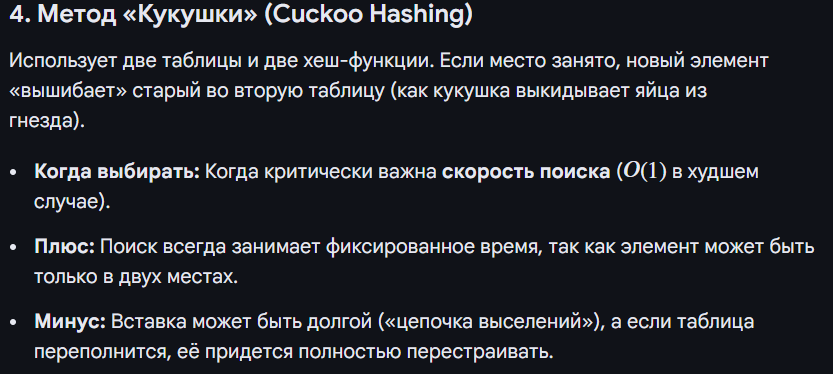 4. Метод «Кукушки» (Cuckoo Hashing)
Использует две таблицы и две хеш-функции. Если место занято, новый элемент
«вышибает» старый во вторую таблицу (как кукушка выкидывает яйца из
гнезда).
• Когда выбирать: Когда критически важна скорость поиска (O(1) в худшем
случае).
• Плюс: Поиск всегда занимает фиксированное время, так как элемент может быть
только в двух местах.
• Минус: Вставка может быть долгой («цепочка выселений»), а если таблица
переполнится, её придется полностью перестраивать.